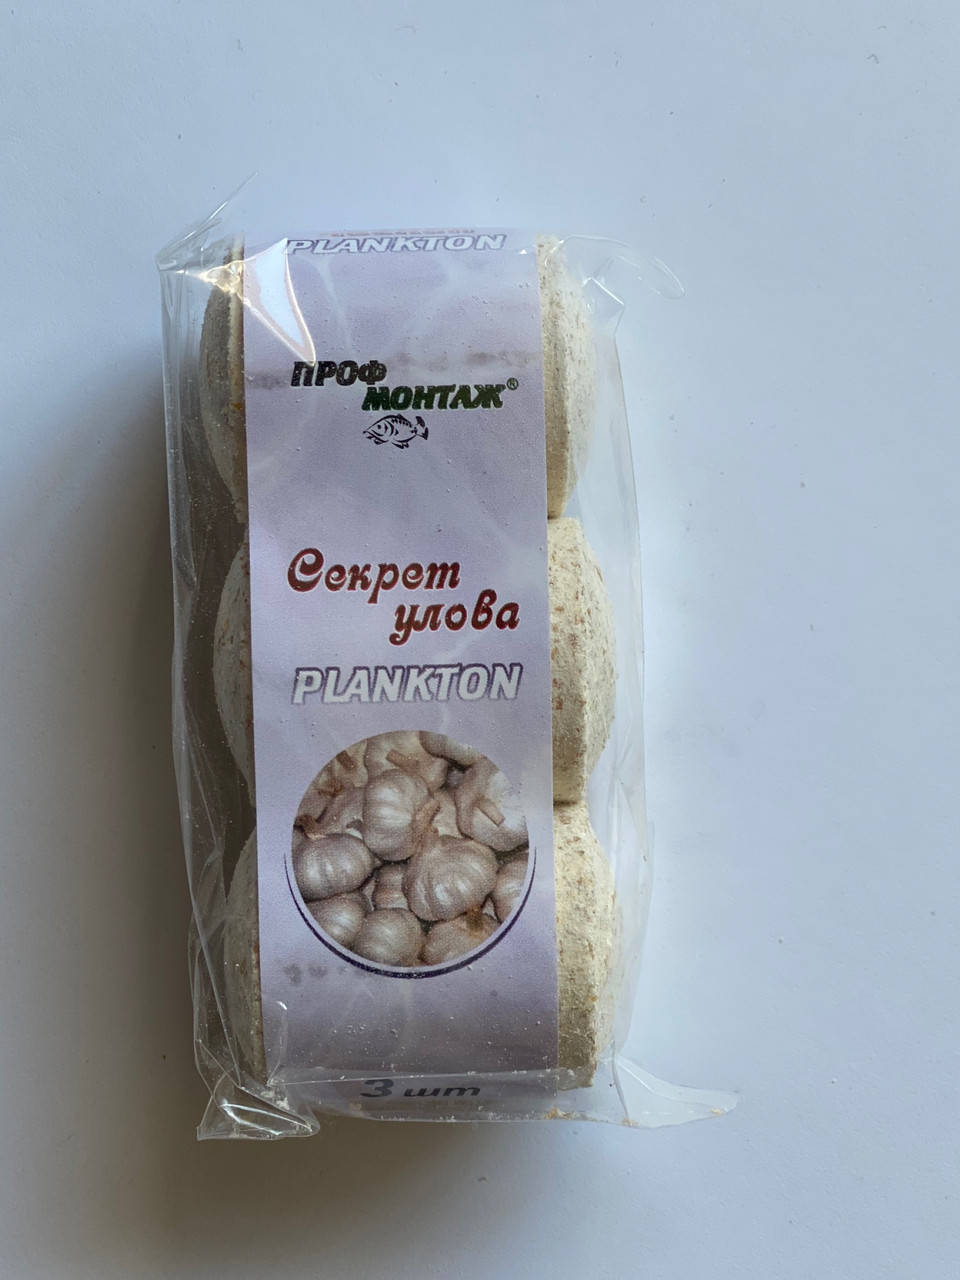 PLANKTON
ПРОФ
МОНТАЖ®
Секрет
улова
PLANKTON
3 шт